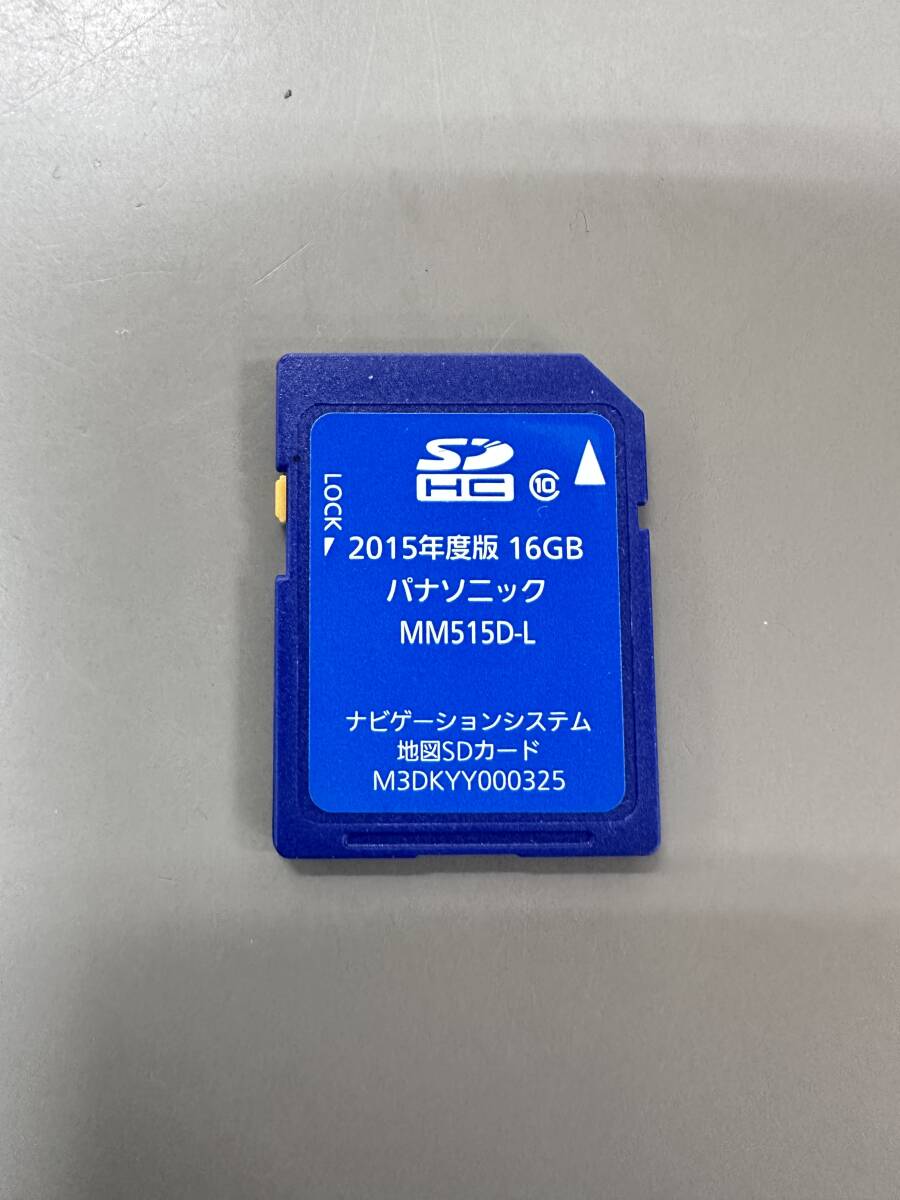 SD
HC 10
LOCK
2015年度版 16GB
パナソニック
MM515D-L
ナビゲーションシステム
地図SDカード
M3DKYY000325